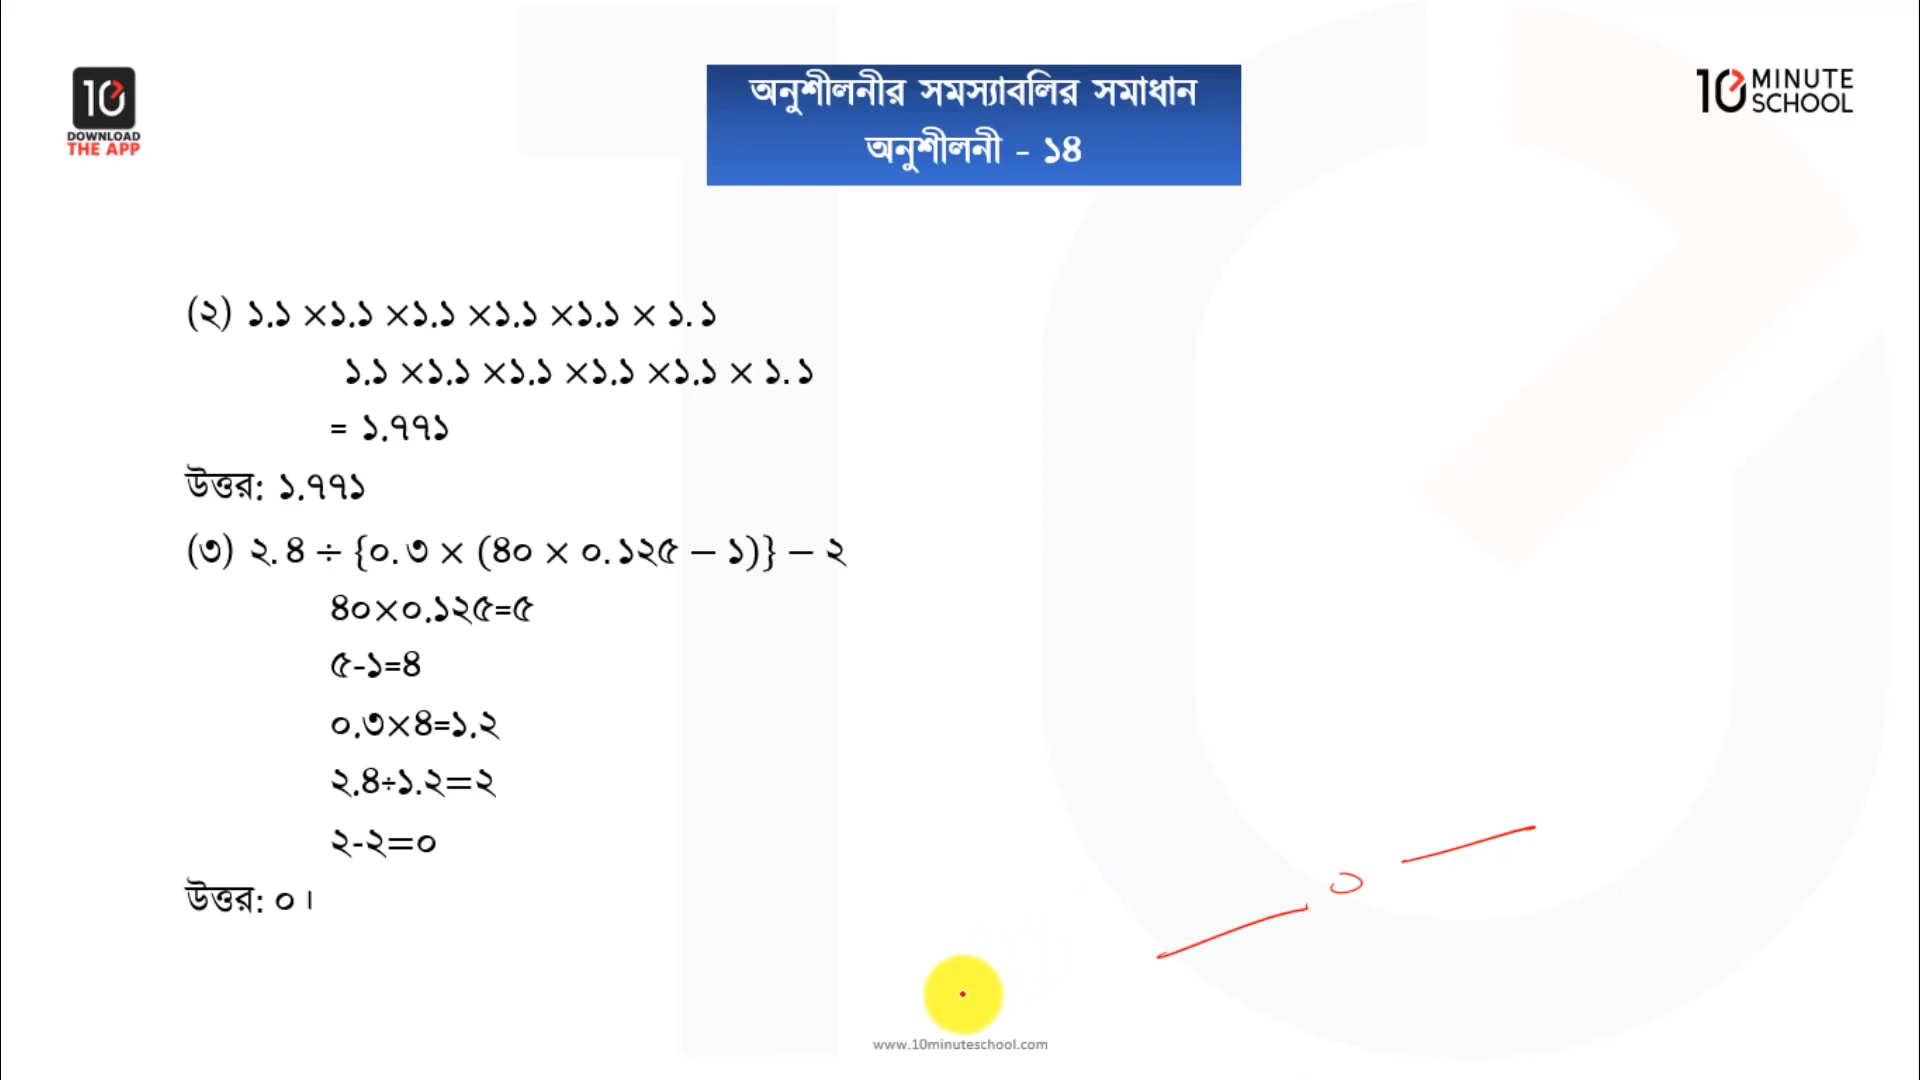 10
DOWNLOAD
THE APP
অনুশীলনীর সমস্যাবলির সমাধান
অনুশীলনী - ১৪
10 MINUTE
SCHOOL
(২) ১.১ ×১.১ ×১.১ ×১.১ ×১.১ × ১.১
১.১ ×১.১ ×১.১ ×১.১ ×১.১ × ১.১
= ১.৭৭১
উত্তর: ১.৭৭১
(৩) ২.৪ ÷ {০.৩ × (৪০ × ০.১২৫ − ১)} − ২
৪০×০.১২৫=৫
৫-১=৪
০.৩×৪=১.২
২.৪÷১.২=২
২-২=০
উত্তর: ০।
www.10minuteschool.com